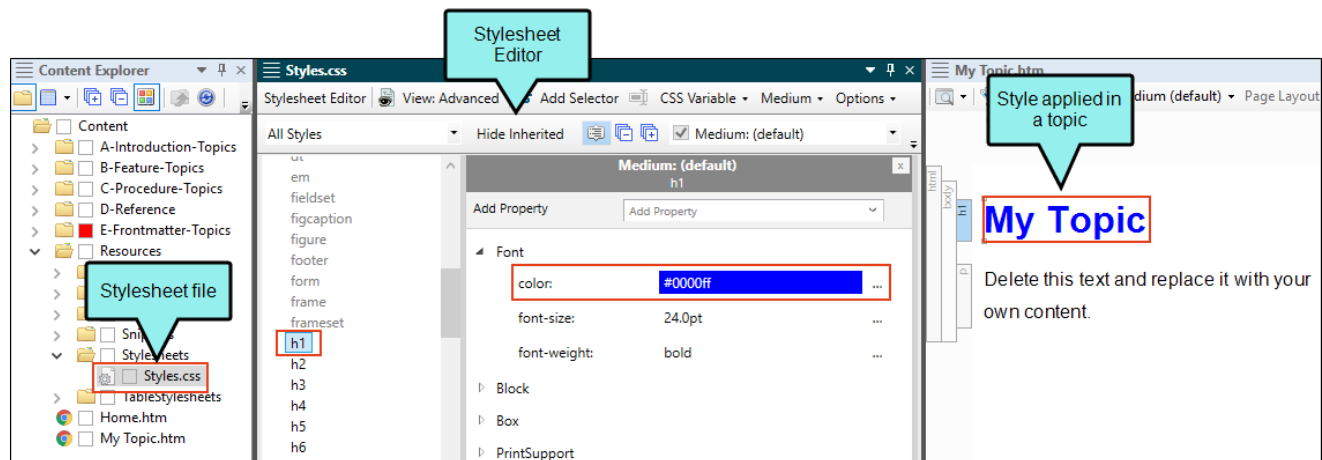 Stylesheet
Editor
Content Explorer
Styles.css
My Topic.htm
Stylesheet Editor View: Advanced Add Selector CSS Variable Medium Options
dium (default) Page Layout
Style applied in
a topic
All Styles
Hide Inherited Medium: (default)
Content
A-Introduction-Topics
B-Feature-Topics
C-Procedure-Topics
D-Reference
E-Frontmatter-Topics
Resources
Stylesheet file
Stylesheets
Styles.css
TableStylesheets
Home.htm
My Topic.htm
em
fieldset
figcaption
figure
footer
form
frame
frameset
h1
h2
h3
h4
h5
h6
Medium: (default)
h1
x
Add Property Add Property
Font
color: #0000ff ...
font-size: 24.0pt ...
font-weight: bold ...
Block
Box
PrintSupport
html
body
h1
p
My Topic
Delete this text and replace it with your
own content.